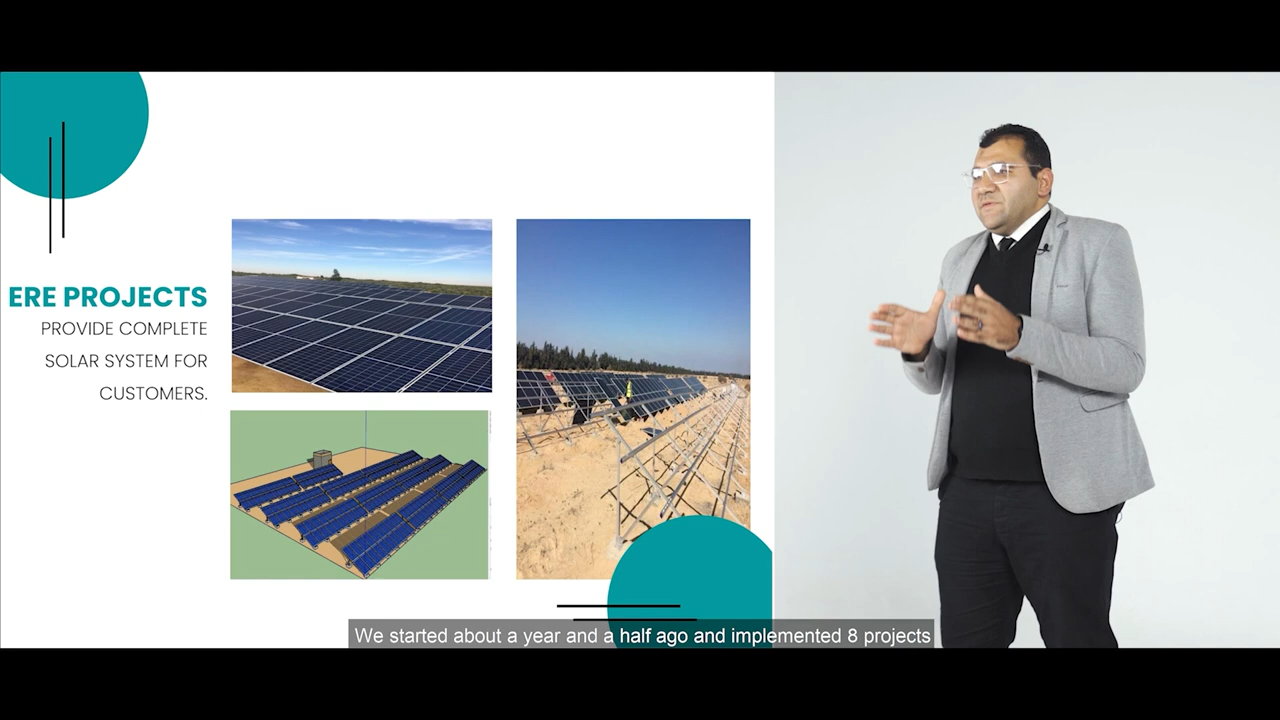 ERE PROJECTS
PROVIDE COMPLETE
SOLAR SYSTEM FOR
CUSTOMERS.
We started about a year and a half ago and implemented 8 projects